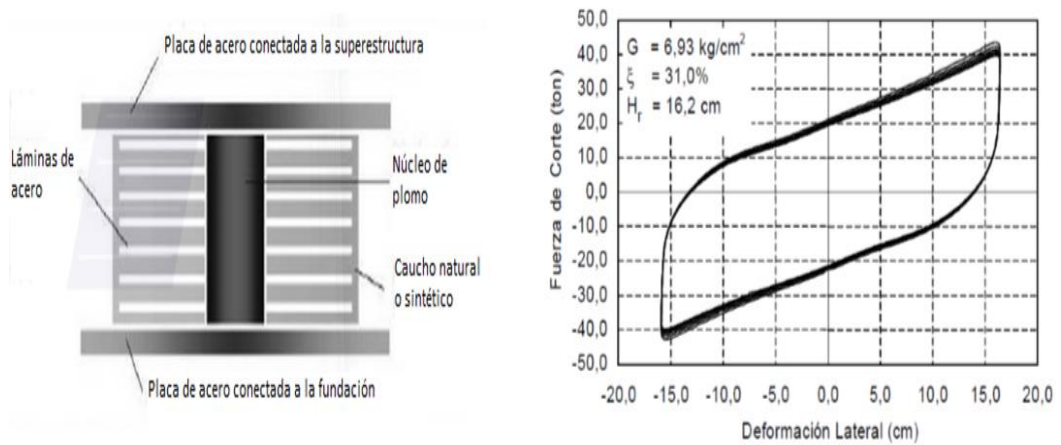 Placa de acero conectada a la superestructura
Láminas de
acero
Núcleo de
plomo
Caucho natural
o sintético
Placa de acero conectada a la fundación
Fuerza de Corte (ton)
50,0
40,0
30,0
20,0
10,0
0,0
-10,0
-20,0
-30,0
-40,0
-50,0
G = 6,93 kg/cm²
ξ = 31,0%
Hr = 16,2 cm
-20,0 -15,0 -10,0 -5,0 0,0 5,0 10,0 15,0 20,0
Deformación Lateral (cm)